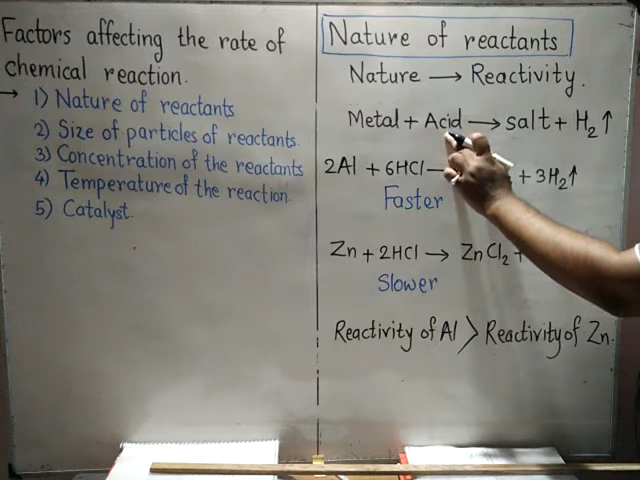 Factors affecting the rate of
chemical reaction.
→ 1) Nature of reactants
2) Size of particles of reactants.
3) Concentration of the reactants
4) Temperature of the reaction.
5) Catalyst.
Nature of reactants
Nature → Reactivity.
Metal + Acid → salt + H₂↑
2Al + 6HCl → + 3H₂↑
Faster
Zn + 2HCl → ZnCl₂ +
Slower
Reactivity of Al > Reactivity of Zn.